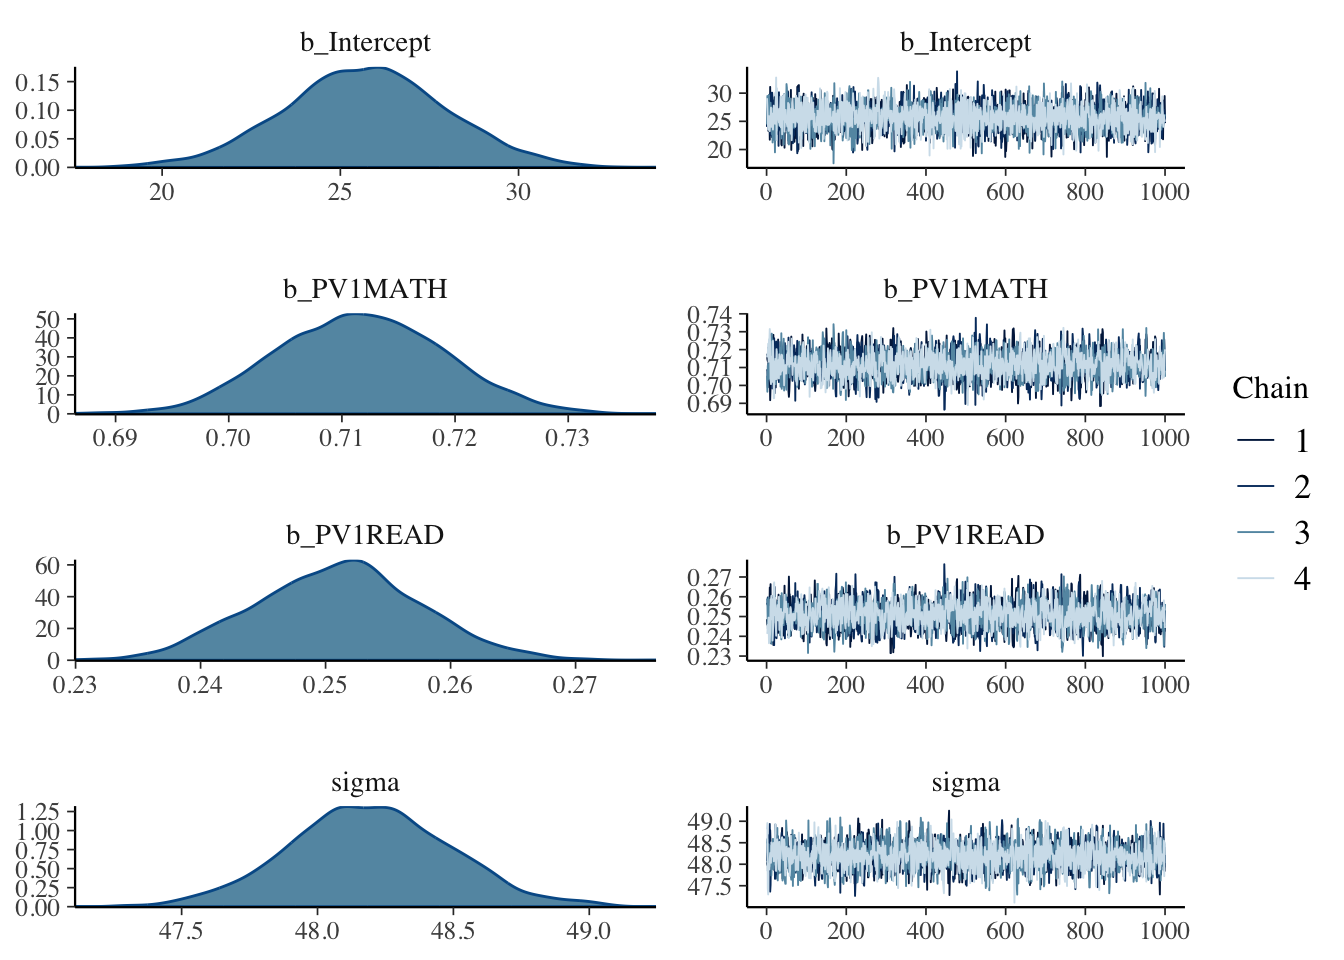 b_Intercept
0.15
0.10
0.05
0.00
20 25 30
b_Intercept
30
25
20
0 200 400 600 800 1000
b_PV1MATH
50
40
30
20
10
0
0.69 0.70 0.71 0.72 0.73
b_PV1MATH
0.74
0.73
0.72
0.71
0.70
0.69
0 200 400 600 800 1000
b_PV1READ
60
40
20
0
0.23 0.24 0.25 0.26 0.27
b_PV1READ
0.27
0.26
0.25
0.24
0.23
0 200 400 600 800 1000
sigma
1.25
1.00
0.75
0.50
0.25
0.00
47.5 48.0 48.5 49.0
sigma
49.0
48.5
48.0
47.5
0 200 400 600 800 1000
Chain
1
2
3
4